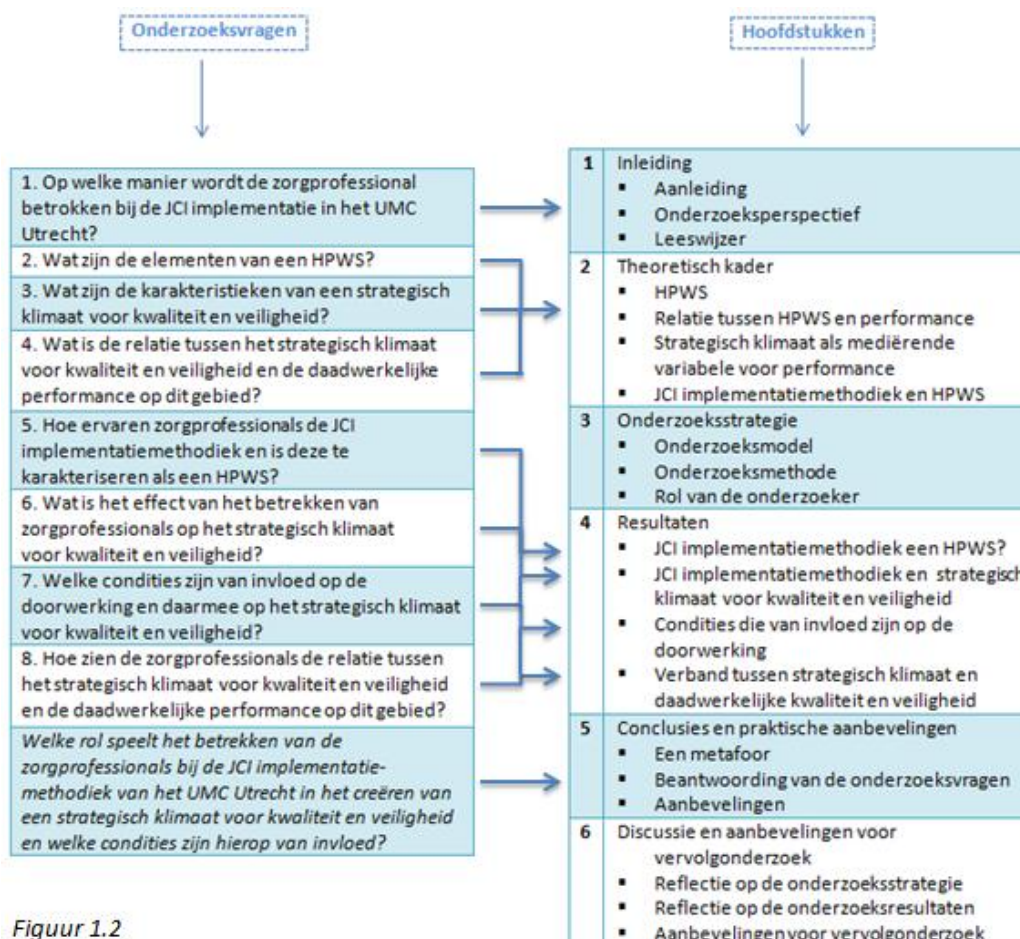 Onderzoeksvragen
1. Op welke manier wordt de zorgprofessional
betrokken bij de JCI implementatie in het UMC
Utrecht?
2. Wat zijn de elementen van een HPWS?
3. Wat zijn de karakteristieken van een strategisch
klimaat voor kwaliteit en veiligheid?
4. Wat is de relatie tussen het strategisch klimaat
voor kwaliteit en veiligheid en de daadwerkelijke
performance op dit gebied?
5. Hoe ervaren zorgprofessionals de JCI
implementatiemethodiek en is deze te
karakteriseren als een HPWS?
6. Wat is het effect van het betrekken van
zorgprofessionals op het strategisch klimaat
voor kwaliteit en veiligheid?
7. Welke condities zijn van invloed op de
doorwerking en daarmee op het strategisch klimaat
voor kwaliteit en veiligheid?
8. Hoe zien de zorgprofessionals de relatie tussen
het strategisch klimaat voor kwaliteit en veiligheid
en de daadwerkelijke performance op dit gebied?
Welke rol speelt het betrekken van de
zorgprofessionals bij de JCI implementatie-
methodiek van het UMC Utrecht in het creëren van
een strategisch klimaat voor kwaliteit en veiligheid
en welke condities zijn hierop van invloed?
Hoofdstukken
1 Inleiding
▪ Aanleiding
▪ Onderzoeksperspectief
▪ Leeswijzer
2 Theoretisch kader
▪ HPWS
▪ Relatie tussen HPWS en performance
▪ Strategisch klimaat als mediërende
variabele voor performance
▪ JCI implementatiemethodiek en HPWS
3 Onderzoeksstrategie
▪ Onderzoeksmodel
▪ Onderzoeksmethode
▪ Rol van de onderzoeker
4 Resultaten
▪ JCI implementatiemethodiek een HPWS?
▪ JCI implementatiemethodiek en strategisch
klimaat voor kwaliteit en veiligheid
▪ Condities die van invloed zijn op de
doorwerking
▪ Verband tussen strategisch klimaat en
daadwerkelijke kwaliteit en veiligheid
5 Conclusies en praktische aanbevelingen
▪ Een metafoor
▪ Beantwoording van de onderzoeksvragen
▪ Aanbevelingen
6 Discussie en aanbevelingen voor
vervolgonderzoek
▪ Reflectie op de onderzoeksstrategie
▪ Reflectie op de onderzoeksresultaten
▪ Aanbevelingen voor vervolgonderzoek
Figuur 1.2